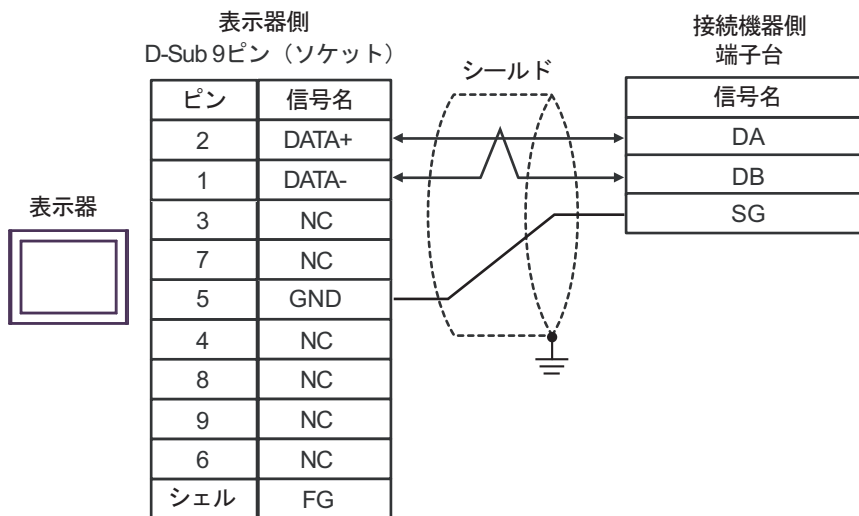 表示器側
D-Sub 9ピン（ソケット）
接続機器側
端子台
シールド
ピン 信号名
2 DATA+
1 DATA-
3 NC
7 NC
5 GND
4 NC
8 NC
9 NC
6 NC
シェル FG
信号名
DA
DB
SG
表示器